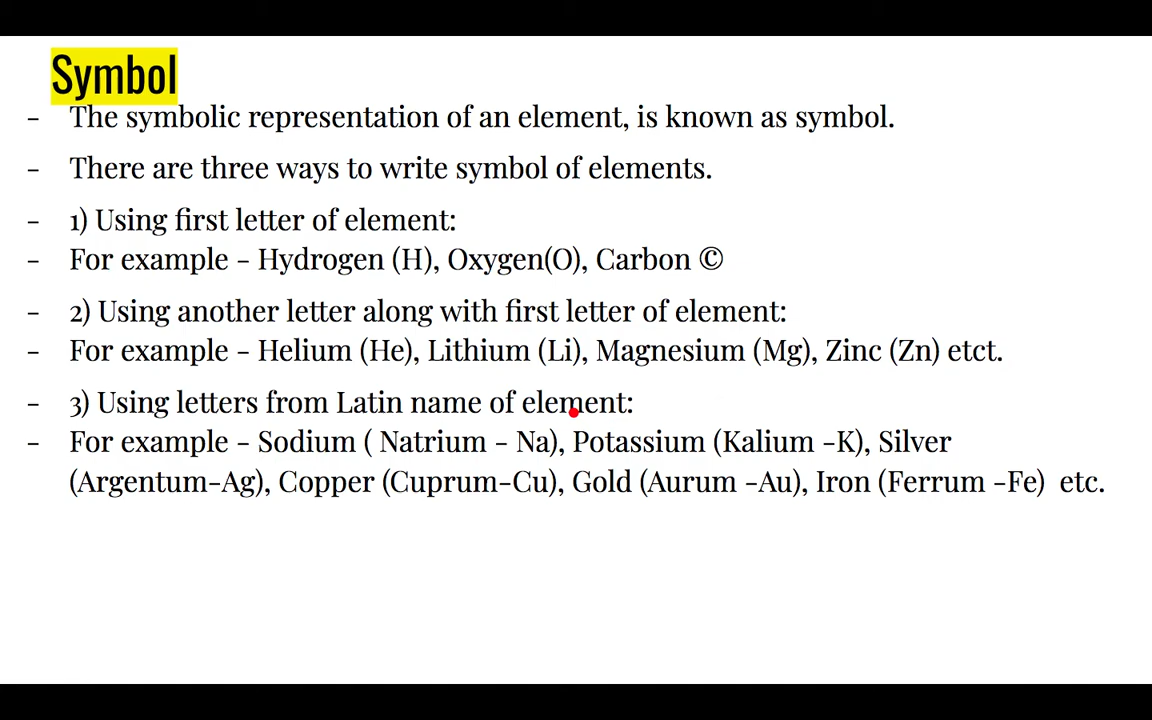 Symbol
- The symbolic representation of an element, is known as symbol.
- There are three ways to write symbol of elements.
- 1) Using first letter of element:
- For example - Hydrogen (H), Oxygen(O), Carbon ©
- 2) Using another letter along with first letter of element:
- For example - Helium (He), Lithium (Li), Magnesium (Mg), Zinc (Zn) etct.
- 3) Using letters from Latin name of element:
- For example - Sodium ( Natrium - Na), Potassium (Kalium -K), Silver
(Argentum-Ag), Copper (Cuprum-Cu), Gold (Aurum -Au), Iron (Ferrum -Fe)  etc.